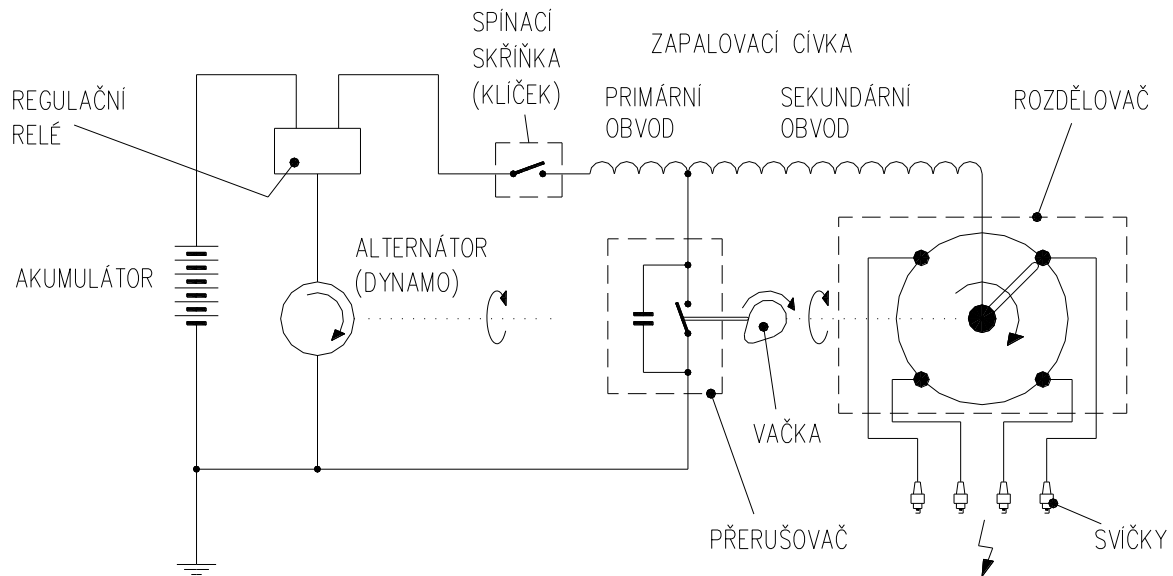 SPÍNACÍ
SKŘÍŇKA
(KLÍČEK)
ZAPALOVACÍ CÍVKA
REGULAČNÍ
RELÉ
PRIMÁRNÍ
OBVOD
SEKUNDÁRNÍ
OBVOD
ROZDĚLOVAČ
AKUMULÁTOR
ALTERNÁTOR
(DYNAMO)
VAČKA
PŘERUŠOVAČ
SVÍČKY